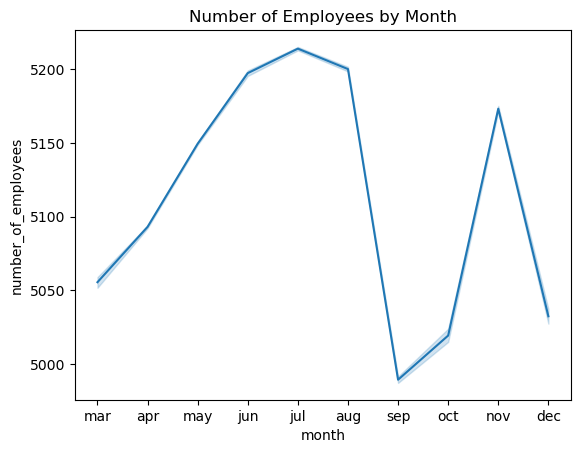 Number of Employees by Month
number_of_employees
5200
5150
5100
5050
5000
mar apr may jun jul aug sep oct nov dec
month